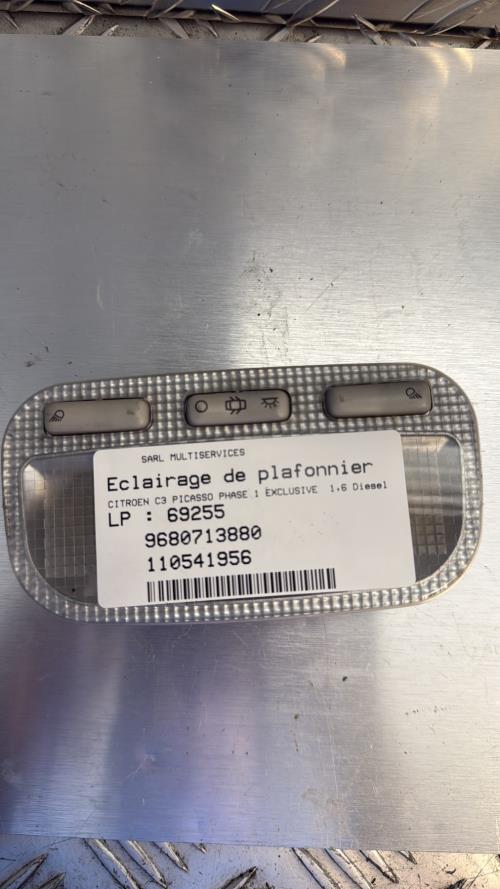 SARL MULTISERVICES
Eclairage de plafonnier
CITROEN C3 PICASSO PHASE 1 EXCLUSIVE 1.6 Diesel
LP : 69255
9680713880
110541956